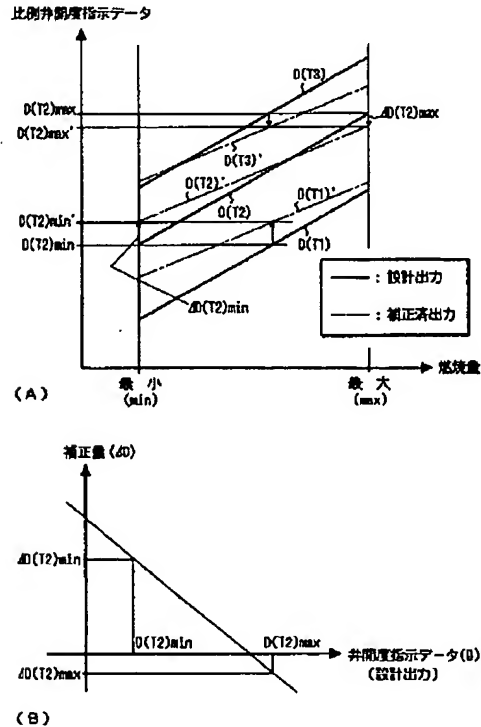 比例弁開度指示データ
D(T3)
D(T2)max
ΔD(T2)max
D(T2)max'
D(T3)'
D(T2)'
D(T1)'
D(T2)min'
D(T2)
D(T2)min
D(T1)
ΔD(T2)min
：設計出力
：補正済出力
燃焼量
最小
(min)
最大
(max)
(A)
補正量(ΔD)
ΔD(T2)min
D(T2)min
D(T2)max
弁開度指示データ(D)
(設計出力)
ΔD(T2)max
(B)